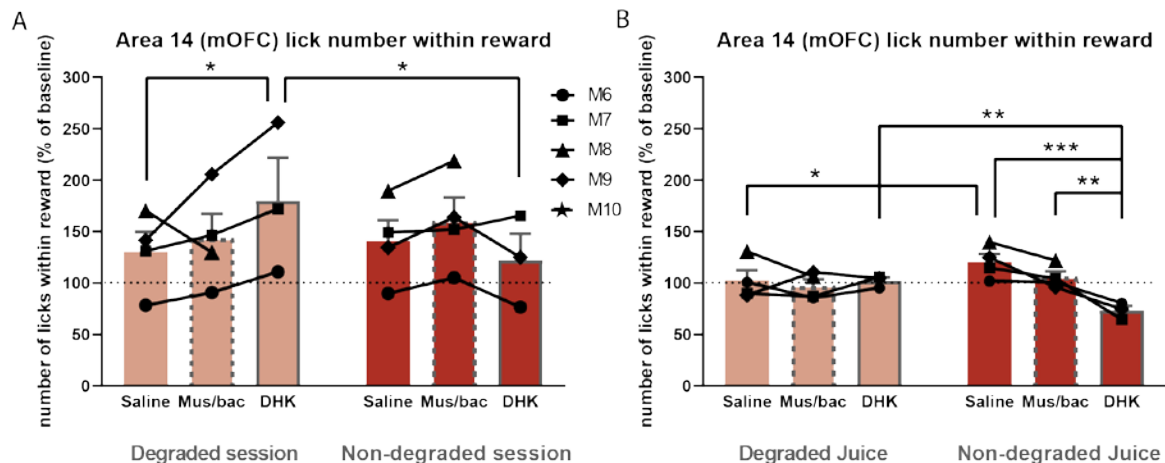 A
Area 14 (mOFC) lick number within reward
number of licks within reward (% of baseline)
300
250
200
150
100
50
0
*
*
Saline Mus/bac DHK
Saline Mus/bac DHK
Degraded session
Non-degraded session
M6
M7
M8
M9
M10
B
Area 14 (mOFC) lick number within reward
number of licks within reward (% of baseline)
300
250
200
150
100
50
0
*
**
***
**
Saline Mus/bac DHK
Saline Mus/bac DHK
Degraded Juice
Non-degraded Juice